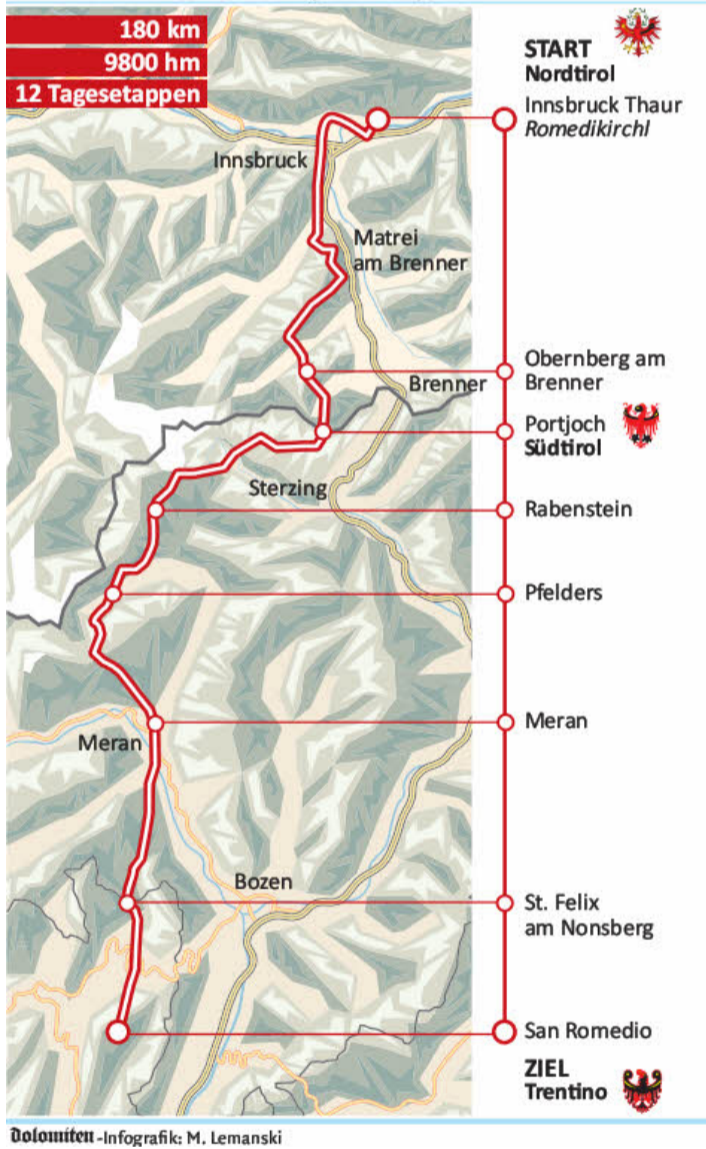 180 km
9800 hm
12 Tagesetappen
START
Nordtirol
Innsbruck Thaur
Romedikirchl
Innsbruck
Matrei
am Brenner
Obernberg am
Brenner
Brenner
Portjoch
Südtirol
Sterzing
Rabenstein
Pfelders
Meran
Meran
Bozen
St. Felix
am Nonsberg
San Romedio
ZIEL
Trentino
Dolomiten-Infografik: M. Lemanski